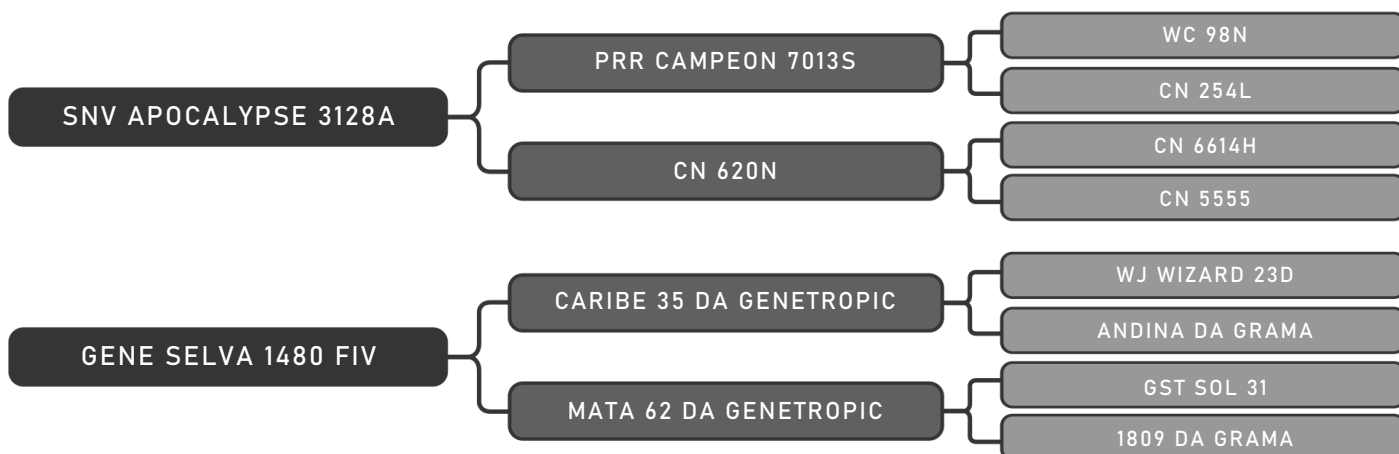 SNV APOCALYPSE 3128A
PRR CAMPEON 7013S
WC 98N
CN 254L
CN 620N
CN 6614H
CN 5555
GENE SELVA 1480 FIV
CARIBE 35 DA GENETROPIC
WJ WIZARD 23D
ANDINA DA GRAMA
MATA 62 DA GENETROPIC
GST SOL 31
1809 DA GRAMA